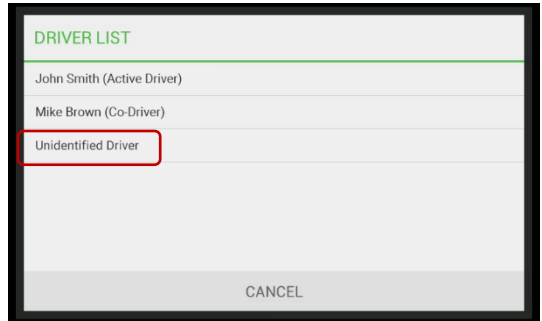 DRIVER LIST
John Smith (Active Driver)
Mike Brown (Co-Driver)
Unidentified Driver
CANCEL